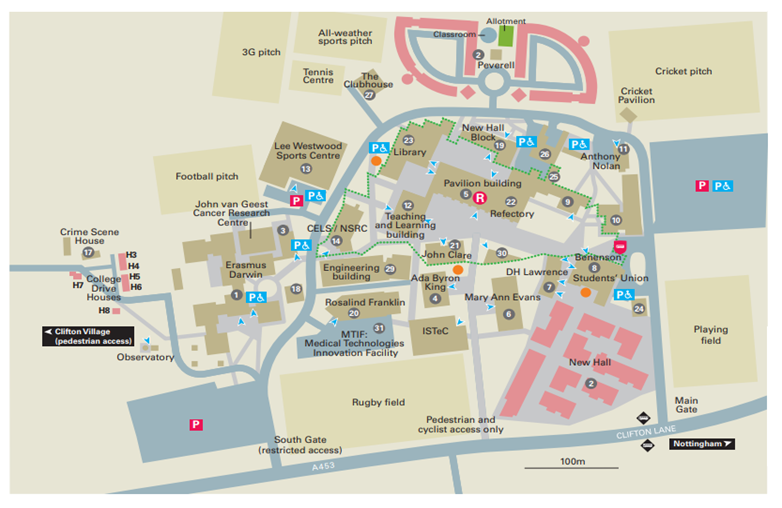 Allotment
Classroom
2
Peverell
All-weather
sports pitch
3G pitch
Tennis
Centre
The
Clubhouse
27
Cricket pitch
Cricket
Pavilion
Lee Westwood
Sports Centre
13
P
P
23
Library
New Hall
Block
19
P
26
P
Anthony
Nolan
11
P P
Football pitch
P
John van Geest
Cancer Research
Centre
3
Pavilion building
5
R
22
Refectory
25
9
10
12
Teaching
and Learning
building
CELS / NSRC
14
P
Crime Scene
House
17
H3
H4
H5
H6
H7
H8
College
Drive
Houses
Erasmus
Darwin
1
P
18
Engineering
building
29
21
John Clare
30
Ada Byron
King
4
DH Lawrence
7
Benenson
8
Students' Union
P
24
Mary Ann Evans
6
Rosalind Franklin
20
31
MTIF:
Medical Technologies
Innovation Facility
ISTeC
Clifton Village
(pedestrian access)
Observatory
New Hall
2
Playing
field
P
Rugby field
Pedestrian and
cyclist access only
South Gate
(restricted access)
Main
Gate
CLIFTON LANE
Nottingham
A453
100m